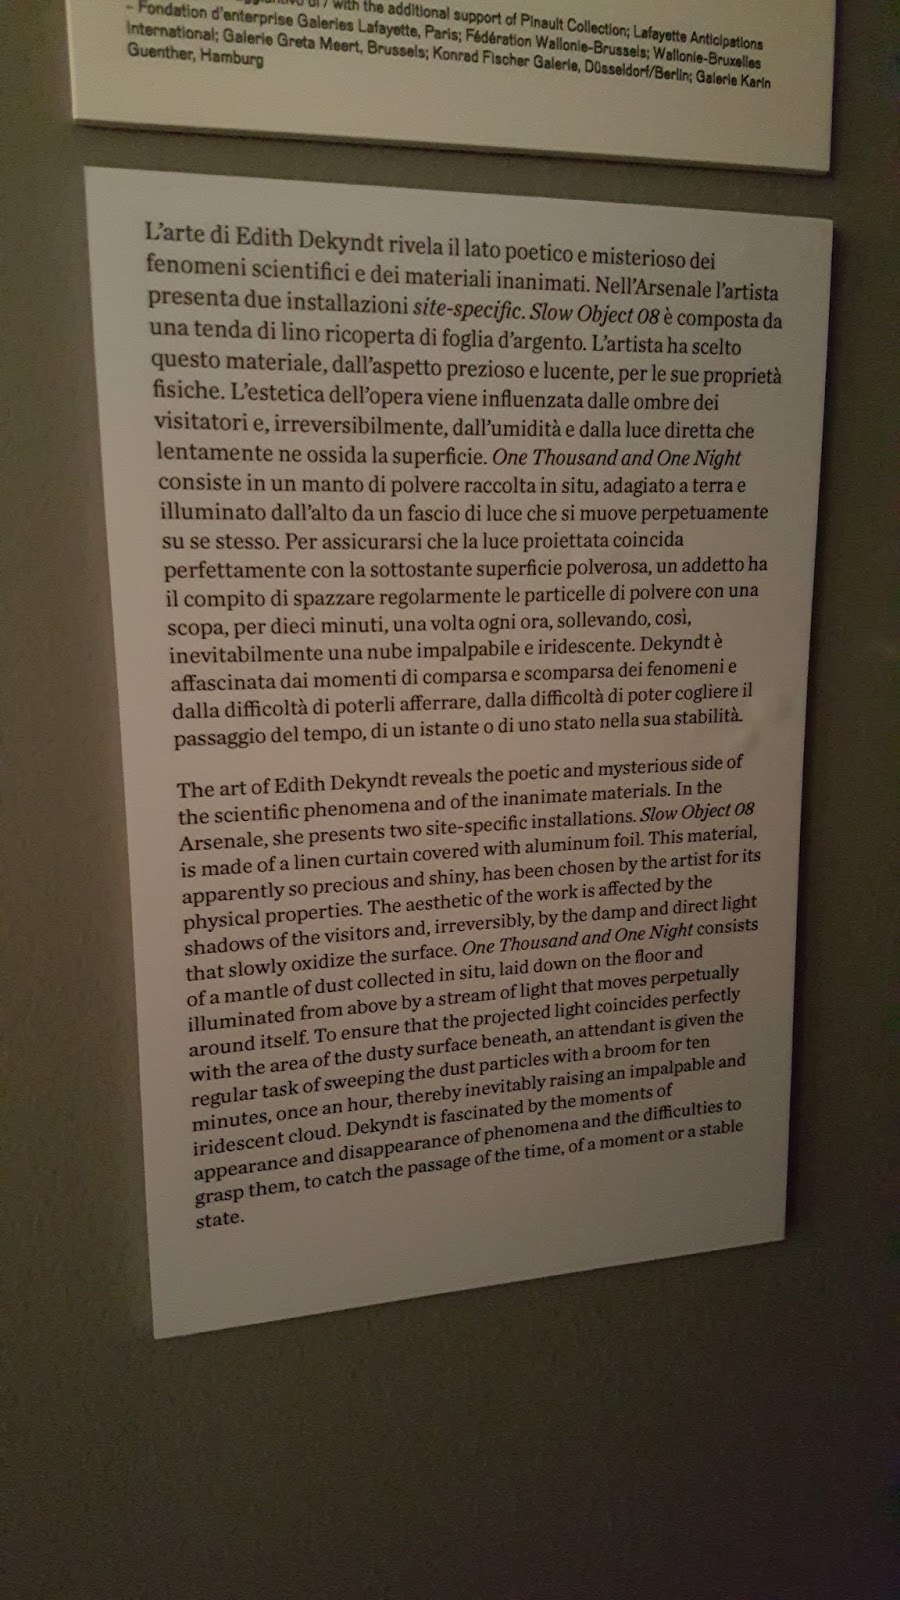 with the additional support of Pinault Collection; Lafayette Anticipations
– Fondation d'enterprise Galeries Lafayette, Paris; Fédération Wallonie-Brussels; Wallonie-Bruxelles
International; Galerie Greta Meert, Brussels; Konrad Fischer Galerie, Düsseldorf/Berlin; Galerie Karin
Guenther, Hamburg
L'arte di Edith Dekyndt rivela il lato poetico e misterioso dei
fenomeni scientifici e dei materiali inanimati. Nell'Arsenale l'artista
presenta due installazioni site-specific. Slow Object 08 è composta da
una tenda di lino ricoperta di foglia d'argento. L'artista ha scelto
questo materiale, dall'aspetto prezioso e lucente, per le sue proprietà
fisiche. L'estetica dell'opera viene influenzata dalle ombre dei
visitatori e, irreversibilmente, dall'umidità e dalla luce diretta che
lentamente ne ossida la superficie. One Thousand and One Night
consiste in un manto di polvere raccolta in situ, adagiato a terra e
illuminato dall'alto da un fascio di luce che si muove perpetuamente
su se stesso. Per assicurarsi che la luce proiettata coincida
perfettamente con la sottostante superficie polverosa, un addetto ha
il compito di spazzare regolarmente le particelle di polvere con una
scopa, per dieci minuti, una volta ogni ora, sollevando, così,
inevitabilmente una nube impalpabile e iridescente. Dekyndt è
affascinata dai momenti di comparsa e scomparsa dei fenomeni e
dalla difficoltà di poterli afferrare, dalla difficoltà di poter cogliere il
passaggio del tempo, di un istante o di uno stato nella sua stabilità.
The art of Edith Dekyndt reveals the poetic and mysterious side of
the scientific phenomena and of the inanimate materials. In the
Arsenale, she presents two site-specific installations. Slow Object 08
is made of a linen curtain covered with aluminum foil. This material,
apparently so precious and shiny, has been chosen by the artist for its
physical properties. The aesthetic of the work is affected by the
shadows of the visitors and, irreversibly, by the damp and direct light
that slowly oxidize the surface. One Thousand and One Night consists
of a mantle of dust collected in situ, laid down on the floor and
illuminated from above by a stream of light that moves perpetually
around itself. To ensure that the projected light coincides perfectly
with the area of the dusty surface beneath, an attendant is given the
regular task of sweeping the dust particles with a broom for ten
minutes, once an hour, thereby inevitably raising an impalpable and
iridescent cloud. Dekyndt is fascinated by the moments of
appearance and disappearance of phenomena and the difficulties to
grasp them, to catch the passage of the time, of a moment or a stable
state.